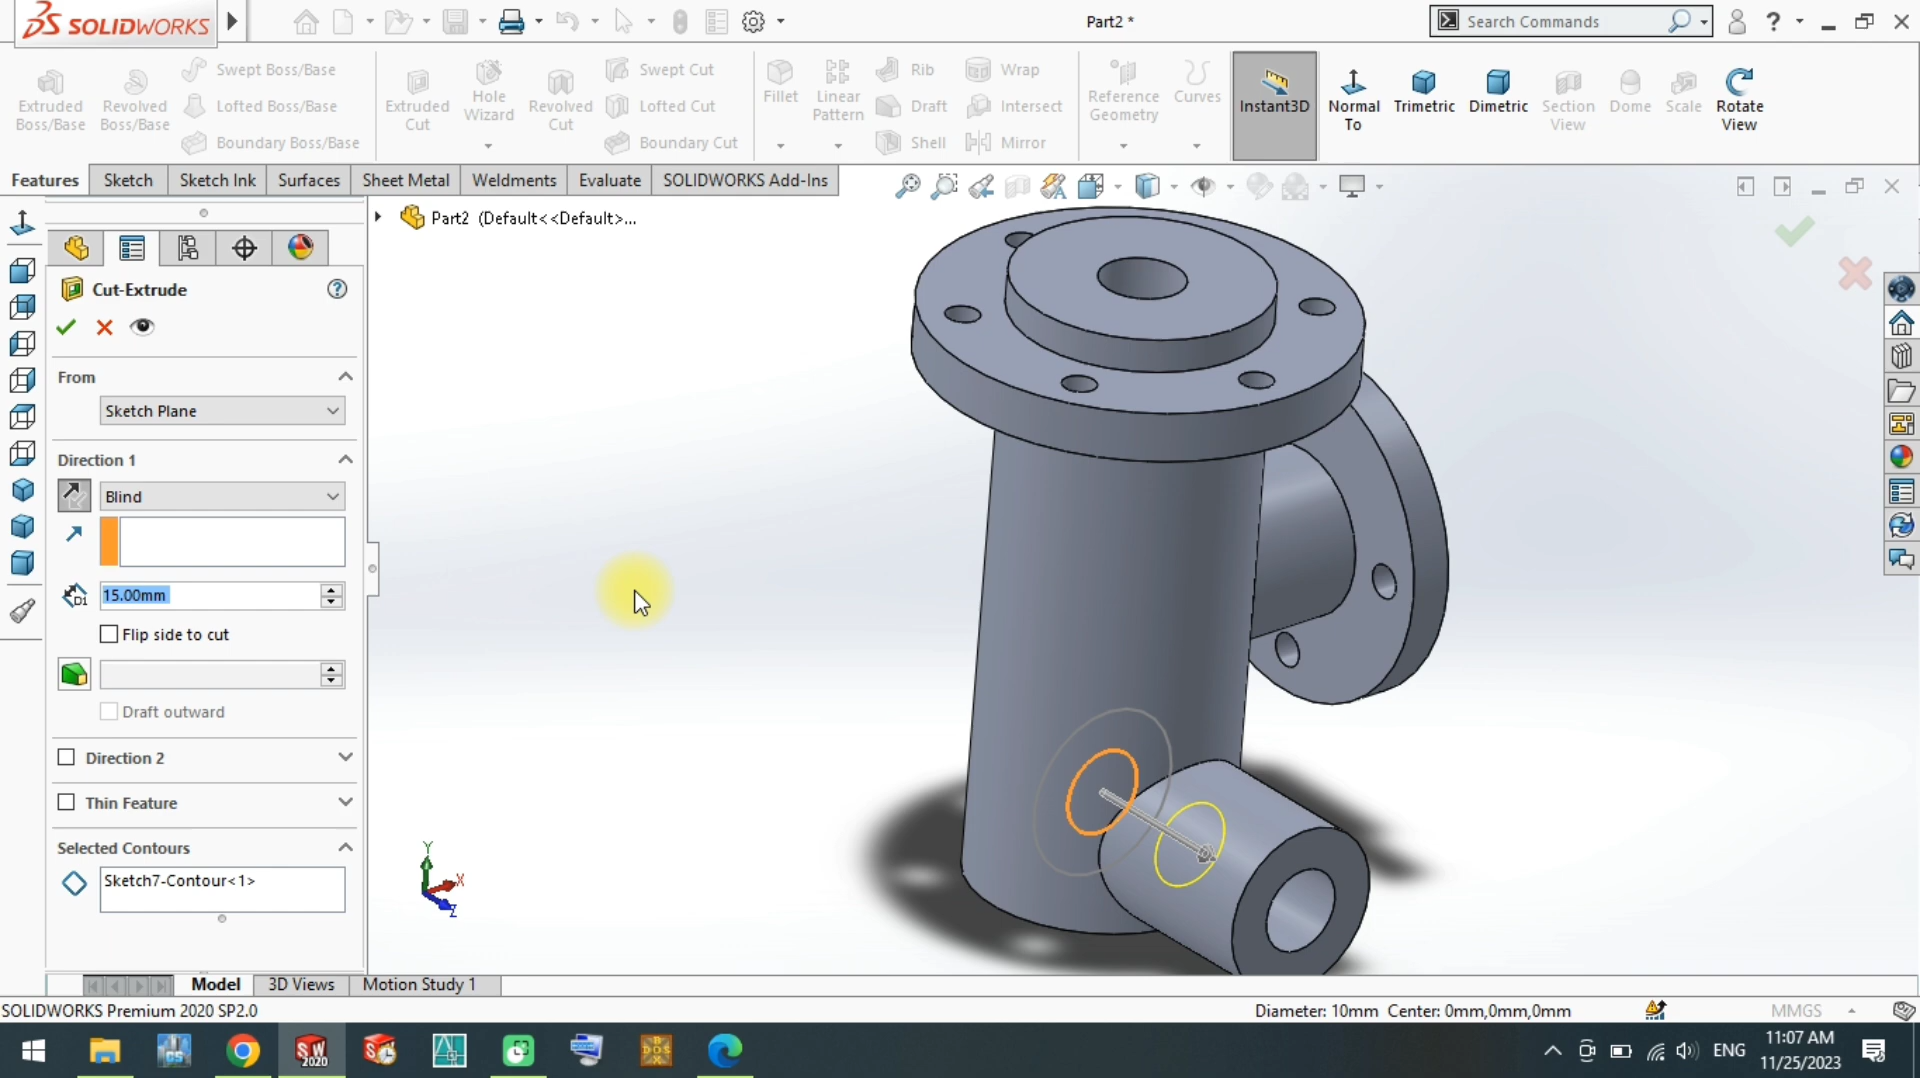 SOLIDWORKS
Part2 *
Search Commands
Extruded Boss/Base
Revolved Boss/Base
Swept Boss/Base
Lofted Boss/Base
Boundary Boss/Base
Extruded Cut
Hole Wizard
Revolved Cut
Swept Cut
Lofted Cut
Boundary Cut
Fillet
Linear Pattern
Rib
Draft
Shell
Wrap
Intersect
Mirror
Reference Geometry
Curves
Instant3D
Normal To
Trimetric
Dimetric
Section View
Dome
Scale
Rotate View
Features
Sketch
Sketch Ink
Surfaces
Sheet Metal
Weldments
Evaluate
SOLIDWORKS Add-Ins
Part2 (Default<<Default>...
Cut-Extrude
From
Sketch Plane
Direction 1
Blind
D1
15.00mm
Flip side to cut
Draft outward
Direction 2
Thin Feature
Selected Contours
Sketch7-Contour<1>
Y
X
Z
Model
3D Views
Motion Study 1
SOLIDWORKS Premium 2020 SP2.0
Diameter: 10mm Center: 0mm,0mm,0mm
MMGS
SW 2020
DOS
ENG
11:07 AM
11/25/2023